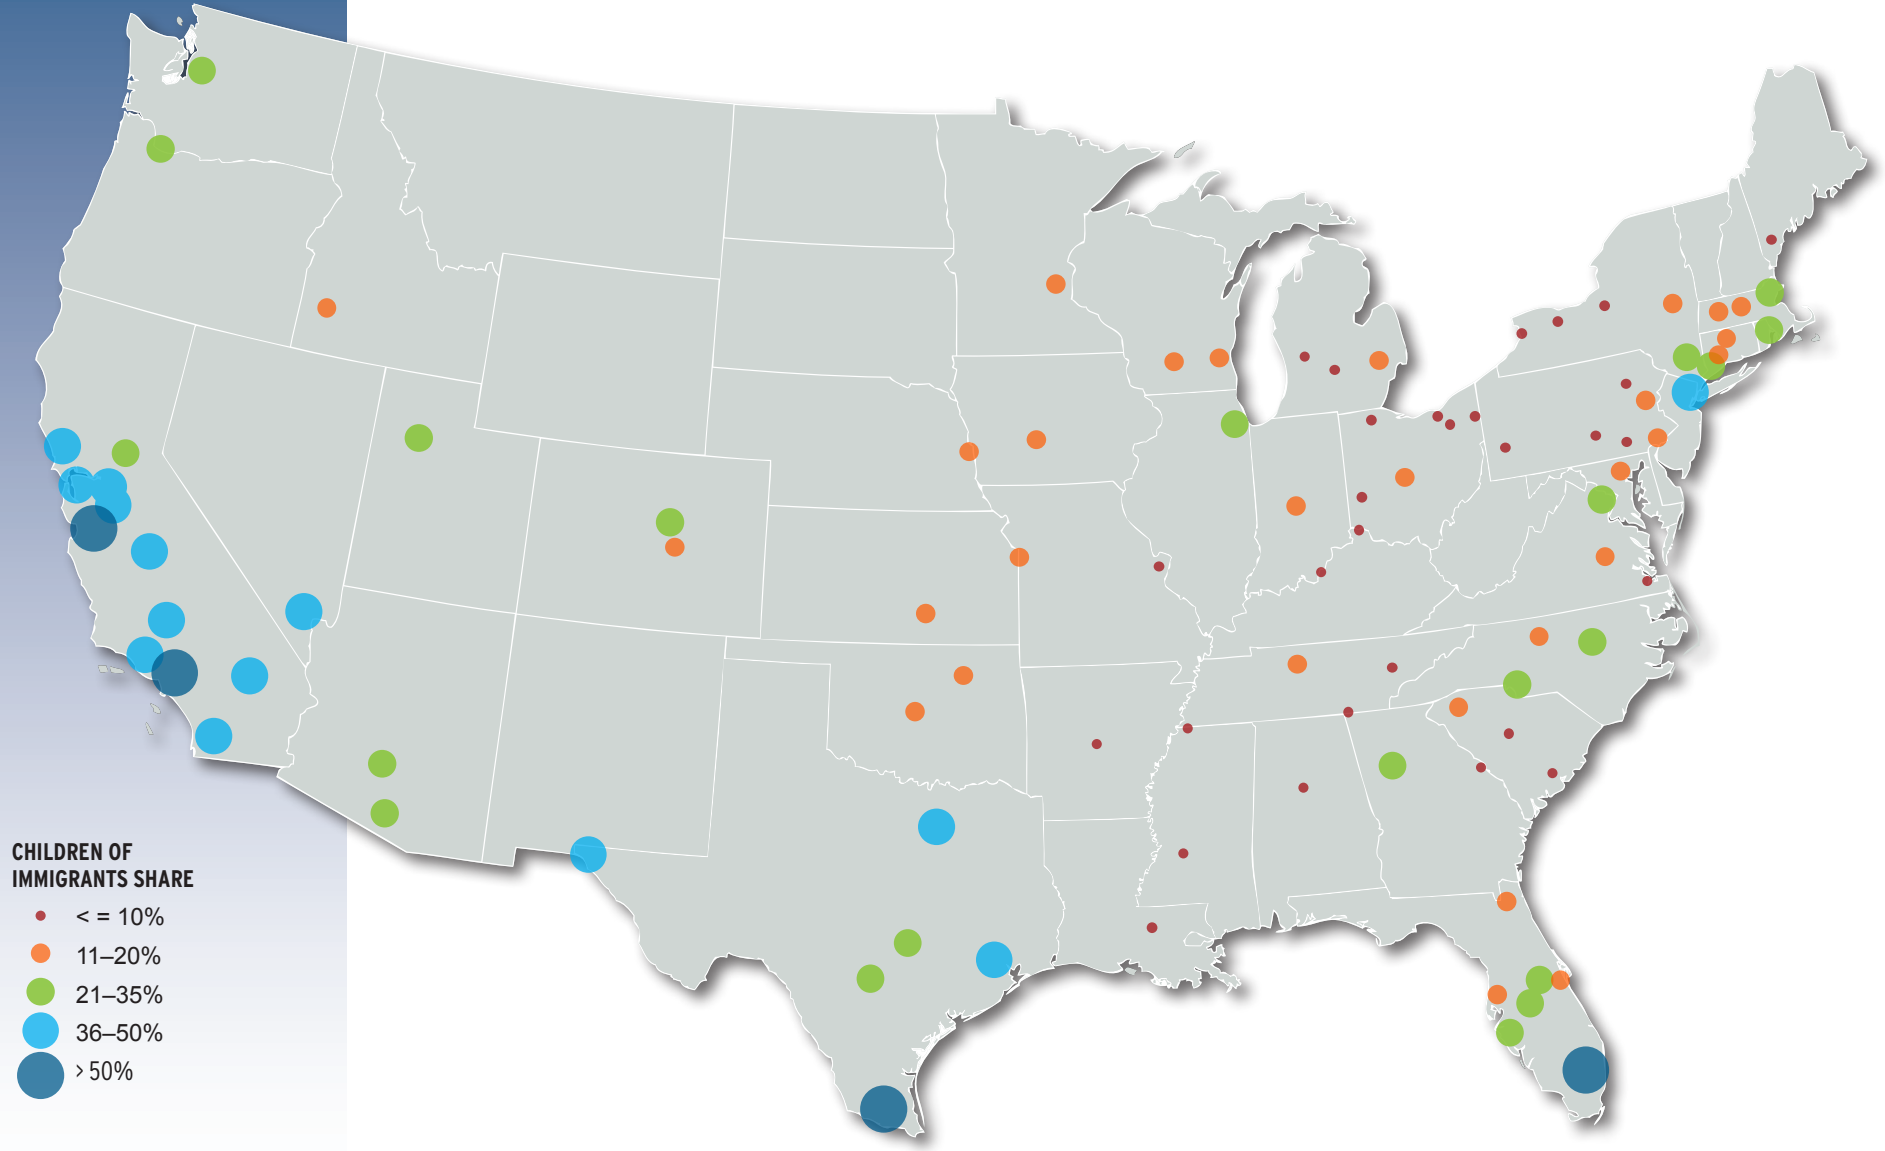 CHILDREN OF
IMMIGRANTS SHARE
< = 10%
11–20%
21–35%
36–50%
> 50%